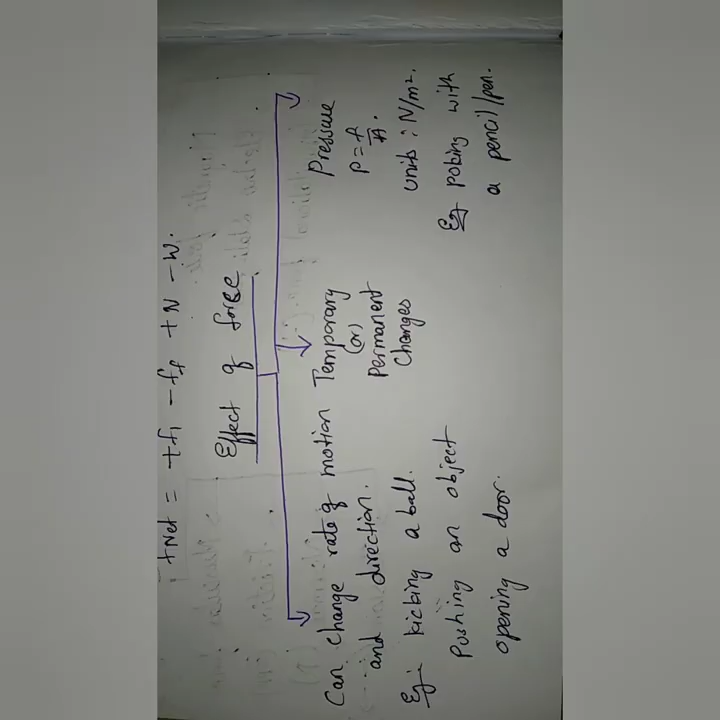 fNet = +f1 - ff + N - W.
Effect of force
Can change rate of motion
and direction.
Eg:- kicking a ball.
Pushing an object
opening a door.
Temporary
(or)
Permanent
Changes
Pressure
P = F/A.
units : N/m².
Eg poking with
a pencil/pen.